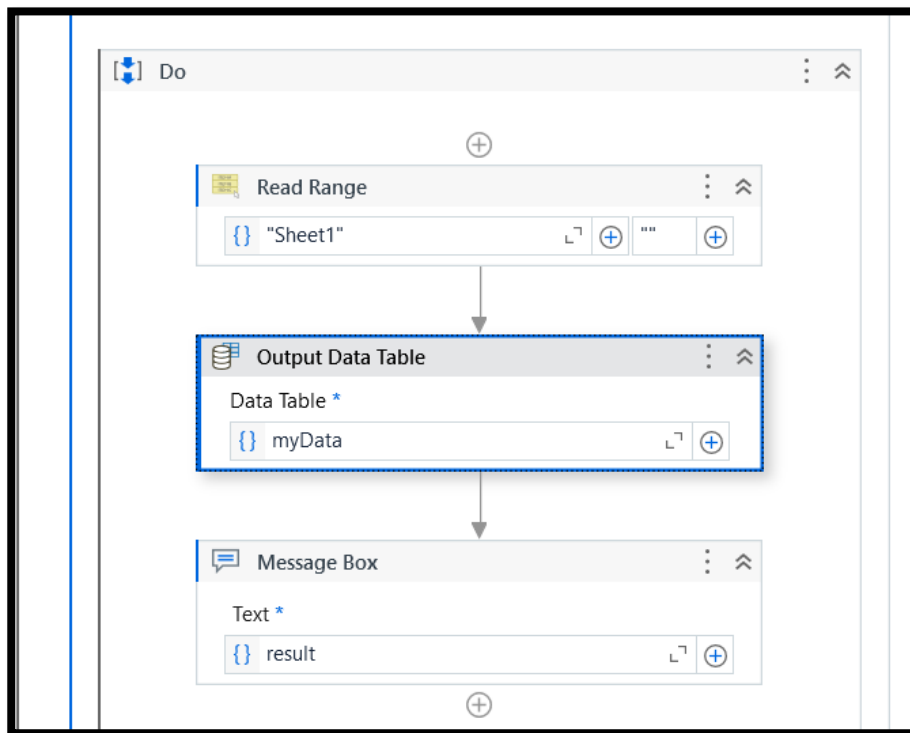 Do
Read Range
{} "Sheet1" ""
Output Data Table
Data Table *
{} myData
Message Box
Text *
{} result